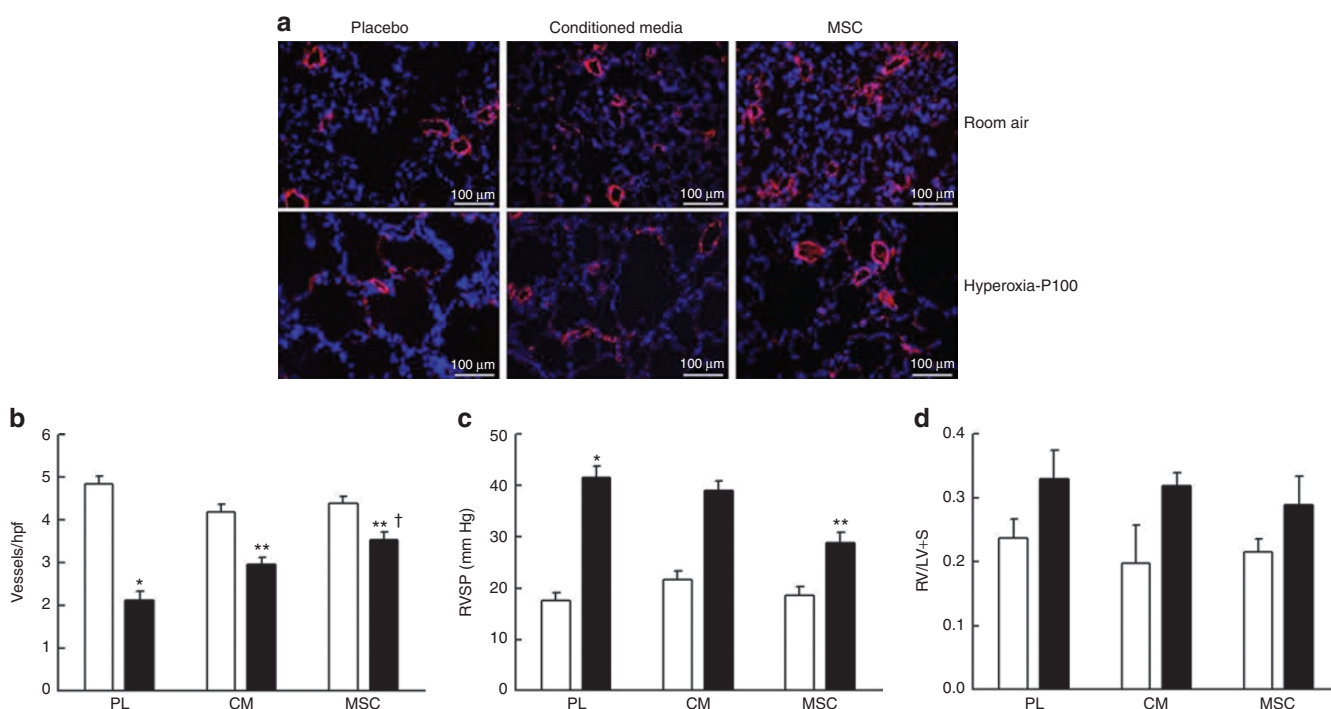 a
Placebo Conditioned media MSC
Room air
100 µm 100 µm 100 µm
Hyperoxia-P100
100 µm 100 µm 100 µm
b
6
5
4
3
2
1
0
Vessels/hpf
*
**
** †
PL CM MSC
c
50
40
30
20
10
0
RVSP (mm Hg)
*
**
PL CM MSC
d
0.4
0.3
0.2
0.1
0.0
RV/LV+S
PL CM MSC